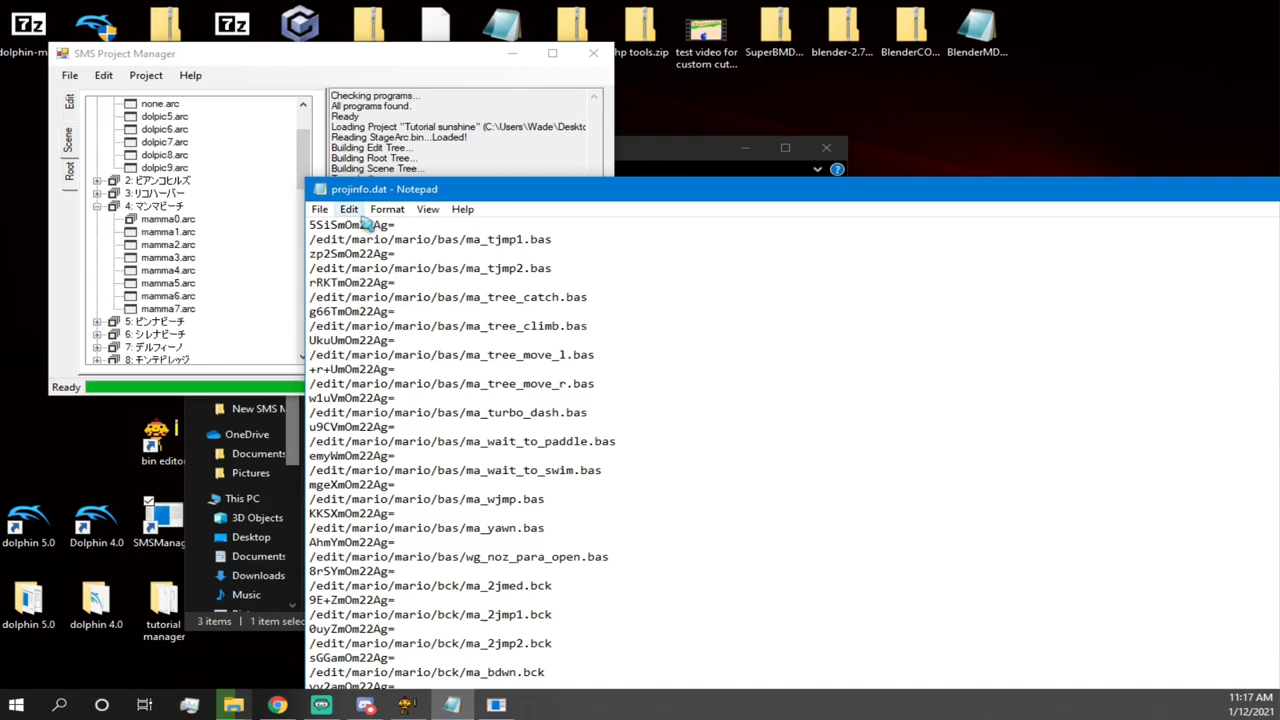 dolphin-m...
test video for
custom cut...
hp tools.zip
SuperBMD...
blender-2.7...
BlenderCO...
BlenderMD...
SMS Project Manager
File Edit Project Help
Edit
Scene
Root
none.arc
dolpic5.arc
dolpic6.arc
dolpic7.arc
dolpic8.arc
dolpic9.arc
2: ビアンコヒルズ
3: リコハーバー
4: マンマビーチ
mamma0.arc
mamma1.arc
mamma2.arc
mamma3.arc
mamma4.arc
mamma5.arc
mamma6.arc
mamma7.arc
5: ピンナビーチ
6: シレナビーチ
7: デルフィーノ
8: モンテビレッジ
Checking programs...
All programs found.
Ready
Loading Project "Tutorial sunshine" (C:\Users\Wade\Deskto
Reading StageArc.bin...Loaded!
Building Edit Tree...
Building Root Tree...
Building Scene Tree...
Ready
projinfo.dat - Notepad
File Edit Format View Help
5SiSmOm22Ag=
/edit/mario/mario/bas/ma_tjmp1.bas
zp2SmOm22Ag=
/edit/mario/mario/bas/ma_tjmp2.bas
rRKTmOm22Ag=
/edit/mario/mario/bas/ma_tree_catch.bas
g66TmOm22Ag=
/edit/mario/mario/bas/ma_tree_climb.bas
UkuUmOm22Ag=
/edit/mario/mario/bas/ma_tree_move_l.bas
+r+UmOm22Ag=
/edit/mario/mario/bas/ma_tree_move_r.bas
w1uVmOm22Ag=
/edit/mario/mario/bas/ma_turbo_dash.bas
u9CVmOm22Ag=
/edit/mario/mario/bas/ma_wait_to_paddle.bas
emyWmOm22Ag=
/edit/mario/mario/bas/ma_wait_to_swim.bas
mgeXmOm22Ag=
/edit/mario/mario/bas/ma_wjmp.bas
KKSXmOm22Ag=
/edit/mario/mario/bas/ma_yawn.bas
AhmYmOm22Ag=
/edit/mario/mario/bas/wg_noz_para_open.bas
8rSYmOm22Ag=
/edit/mario/mario/bck/ma_2jmed.bck
9E+ZmOm22Ag=
/edit/mario/mario/bck/ma_2jmp1.bck
0uyZmOm22Ag=
/edit/mario/mario/bck/ma_2jmp2.bck
sGGamOm22Ag=
/edit/mario/mario/bck/ma_bdwn.bck
New SMS M
OneDrive
Documents
Pictures
This PC
3D Objects
Desktop
Documents
Downloads
Music
3 items 1 item selec
bin editor
dolphin 5.0
Dolphin 4.0
SMSManag
dolphin 5.0
dolphin 4.0
tutorial
manager
11:17 AM
1/12/2021